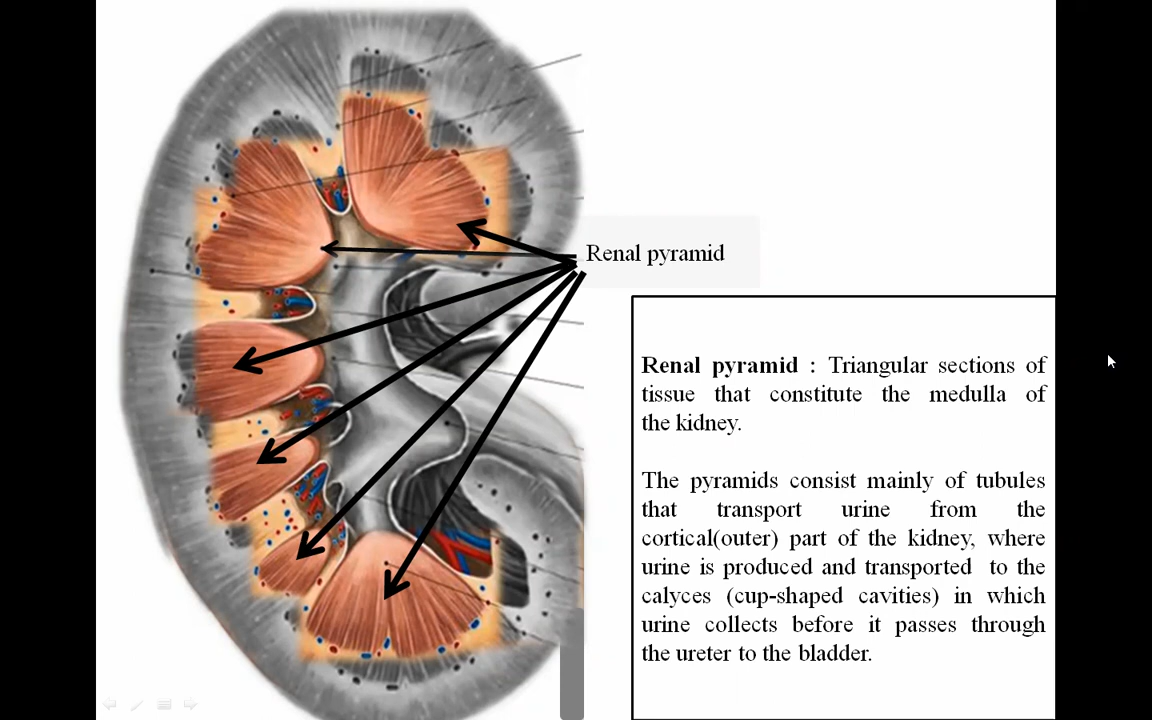 Renal pyramid
Renal pyramid : Triangular sections of
tissue that constitute the medulla of
the kidney.
The pyramids consist mainly of tubules
that transport urine from the
cortical(outer) part of the kidney, where
urine is produced and transported to the
calyces (cup-shaped cavities) in which
urine collects before it passes through
the ureter to the bladder.